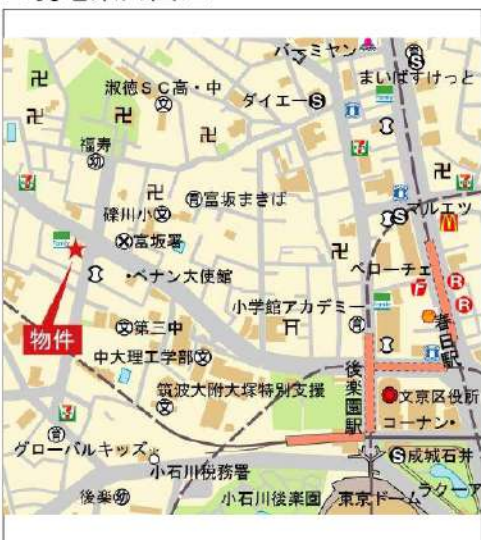 バーミヤン
まいばすけっと
淑徳SC高・中
ダイエー
福寿
富坂まきば
礫川小
マルエツ
富坂署
ベナン大使館
ベローチェ
小学館アカデミー
春日駅
物件
第三中
中大理工学部
後楽園駅
筑波大附大塚特別支援
文京区役所
コーナン
グローバルキッズ
成城石井
小石川税務署
ラクーア
後楽幼
小石川後楽園
東京ドーム